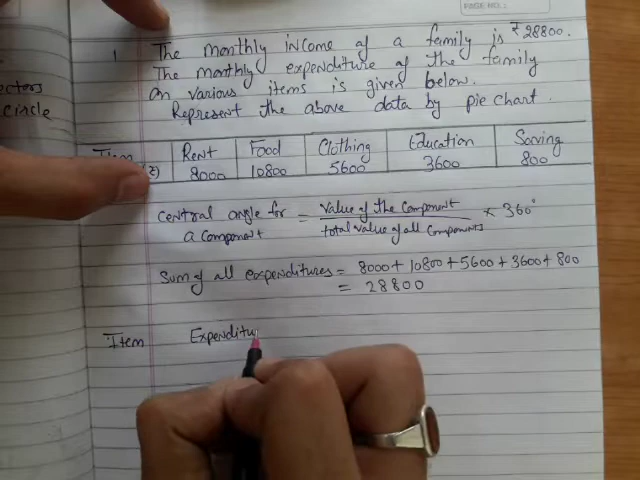 PAGE NO.:
ectors
circle
1 The monthly income of a family is ₹28800.
The monthly expenditure of the family
on various items is given below.
Represent the above data by pie chart.
Item Rent Food Clothing Education Saving
(₹) 8000 10800 5600 3600 800
Central angle for a component = Value of the Component / total value of all Components × 360°
Sum of all expenditures = 8000 + 10800 + 5600 + 3600 + 800
= 28800
Item Expenditu